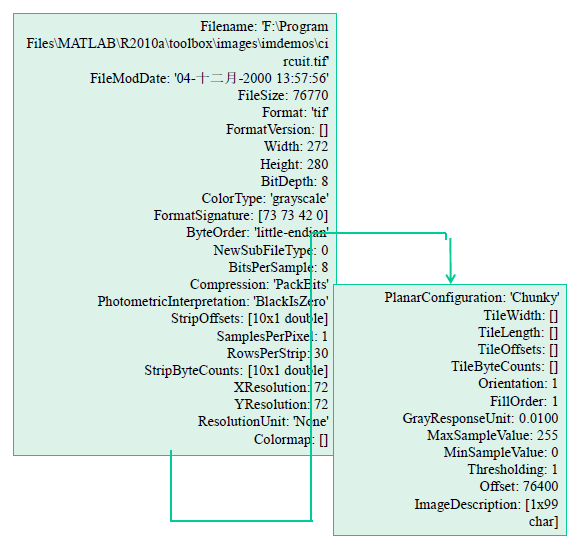 Filename: 'F:\Program
Files\MATLAB\R2010a\toolbox\images\imdemos\ci
rcuit.tif'
FileModDate: '04-十二月-2000 13:57:56'
FileSize: 76770
Format: 'tif'
FormatVersion: []
Width: 272
Height: 280
BitDepth: 8
ColorType: 'grayscale'
FormatSignature: [73 73 42 0]
ByteOrder: 'little-endian'
NewSubFileType: 0
BitsPerSample: 8
Compression: 'PackBits'
PhotometricInterpretation: 'BlackIsZero'
StripOffsets: [10x1 double]
SamplesPerPixel: 1
RowsPerStrip: 30
StripByteCounts: [10x1 double]
XResolution: 72
YResolution: 72
ResolutionUnit: 'None'
Colormap: []
PlanarConfiguration: 'Chunky'
TileWidth: []
TileLength: []
TileOffsets: []
TileByteCounts: []
Orientation: 1
FillOrder: 1
GrayResponseUnit: 0.0100
MaxSampleValue: 255
MinSampleValue: 0
Thresholding: 1
Offset: 76400
ImageDescription: [1x99
char]